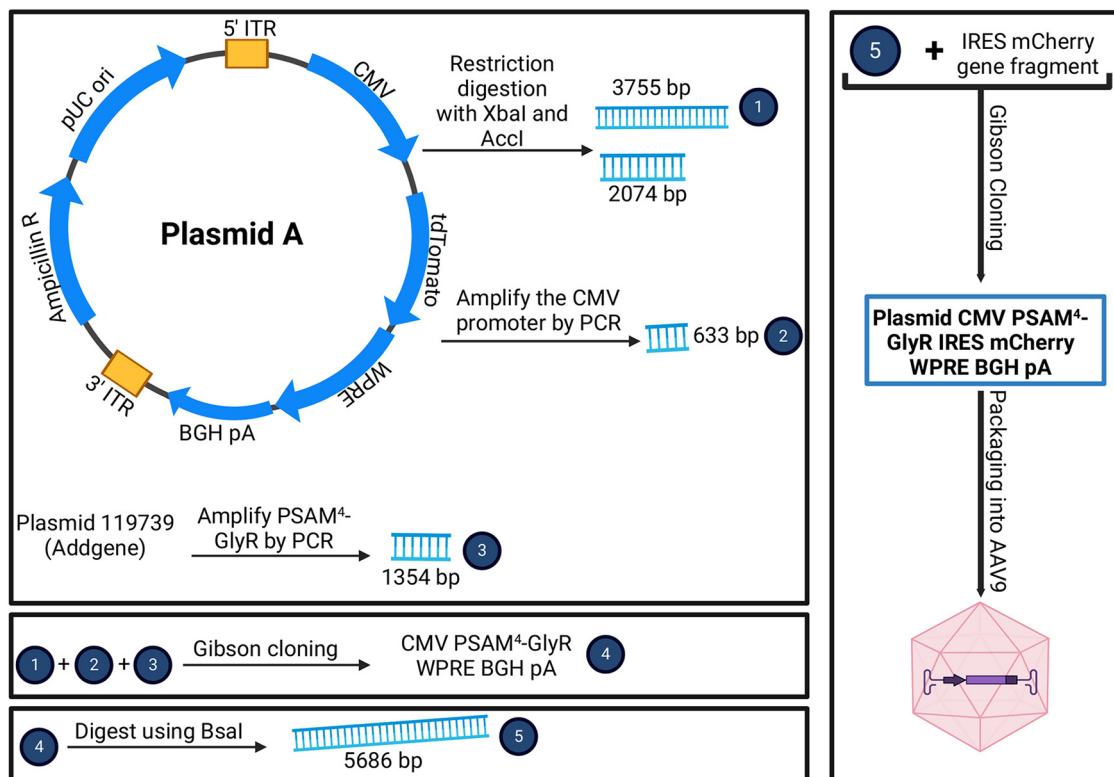 5' ITR
CMV
tdTomato
WPRE
BGH pA
3' ITR
Ampicillin R
pUC ori
Plasmid A
Restriction
digestion
with XbaI and
AccI
3755 bp
1
2074 bp
Amplify the CMV
promoter by PCR
633 bp
2
Plasmid 119739
(Addgene)
Amplify PSAM⁴-
GlyR by PCR
1354 bp
3
1 + 2 + 3
Gibson cloning
CMV PSAM⁴-GlyR
WPRE BGH pA
4
4
Digest using BsaI
5686 bp
5
5 + IRES mCherry
gene fragment
Gibson Cloning
Plasmid CMV PSAM⁴-
GlyR IRES mCherry
WPRE BGH pA
Packaging into AAV9